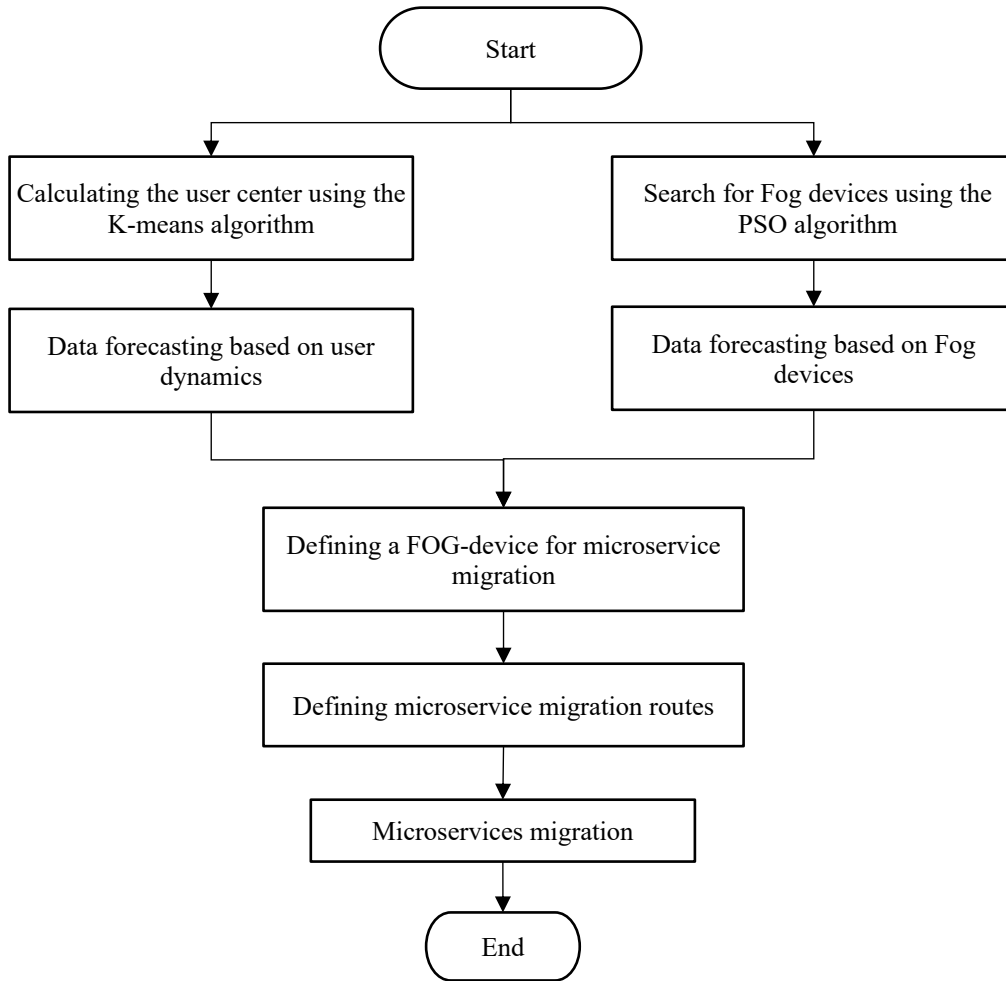 Start
Calculating the user center using the
K-means algorithm
Search for Fog devices using the
PSO algorithm
Data forecasting based on user
dynamics
Data forecasting based on Fog
devices
Defining a FOG-device for microservice
migration
Defining microservice migration routes
Microservices migration
End